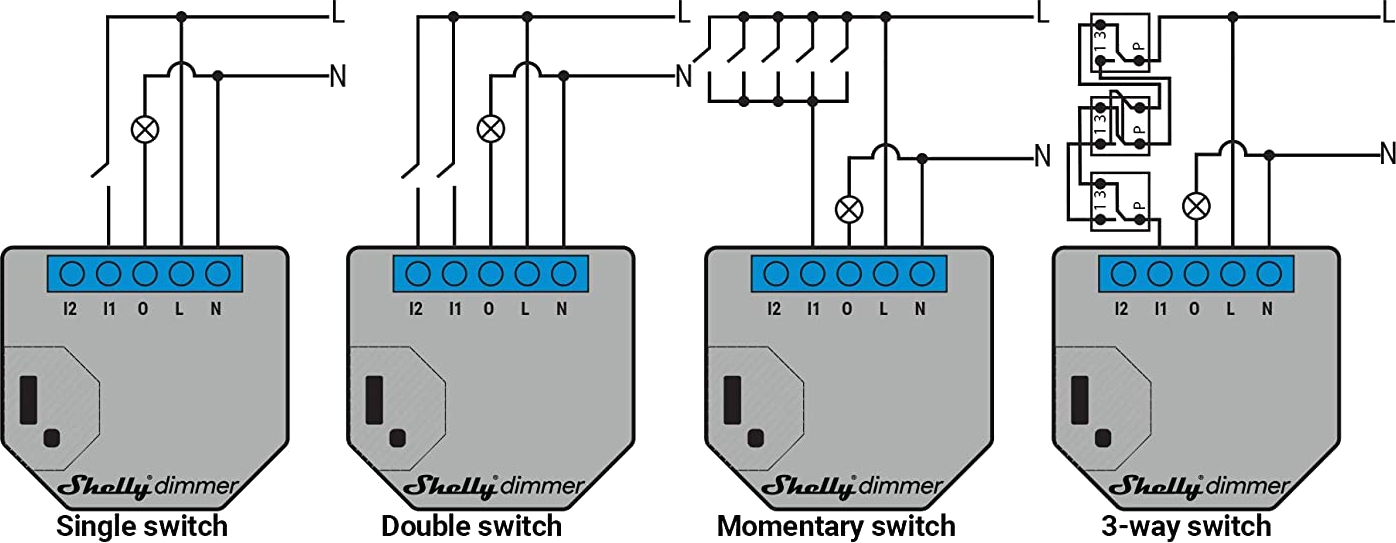 L
N
I2 I1 O L N
Shelly® dimmer
Single switch
L
N
I2 I1 O L N
Shelly® dimmer
Double switch
L
N
I2 I1 O L N
Shelly® dimmer
Momentary switch
1 3 P
1 3 P
1 3 P
L
N
I2 I1 O L N
Shelly® dimmer
3-way switch